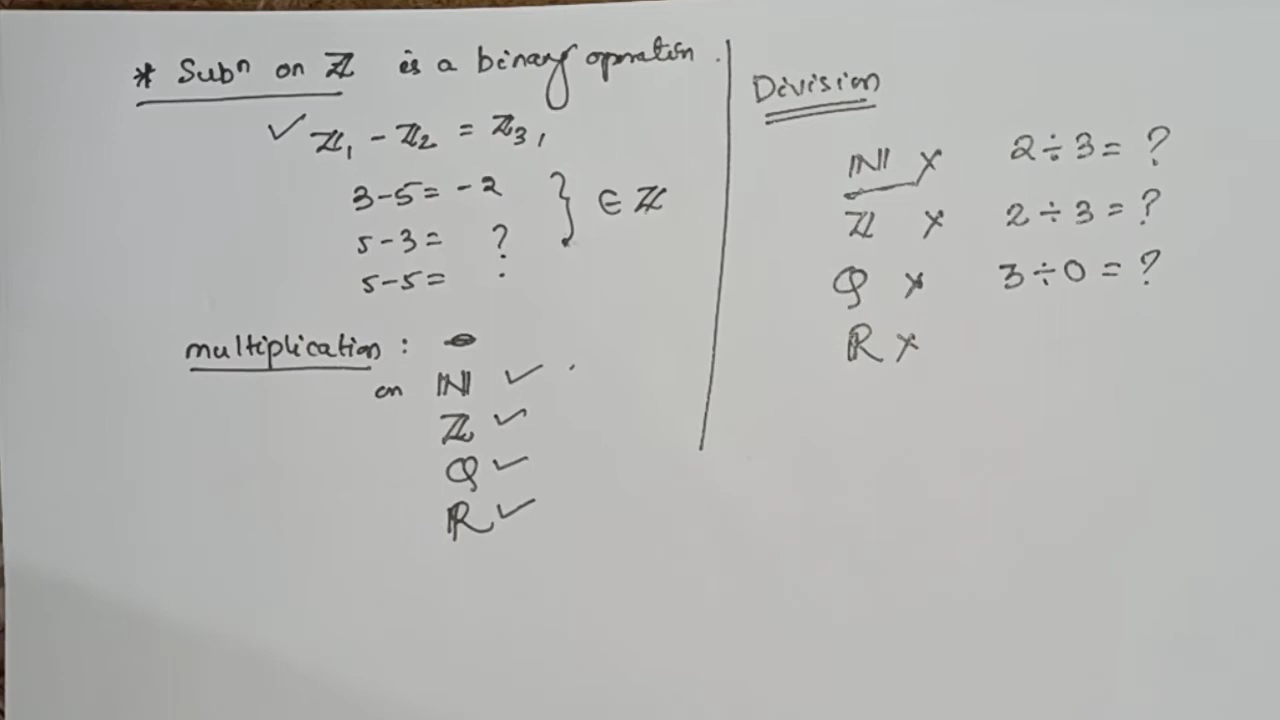 * Subⁿ on ℤ is a binary operation.
✓ ℤ₁ - ℤ₂ = ℤ₃,
3-5= -2 } ∈ ℤ
5-3= ?
5-5=
multiplication :
on ℕ ✓
ℤ ✓
Q ✓
ℝ ✓
Division
ℕ × 2÷3= ?
ℤ × 2÷3=?
Q × 3÷0=?
ℝ ×